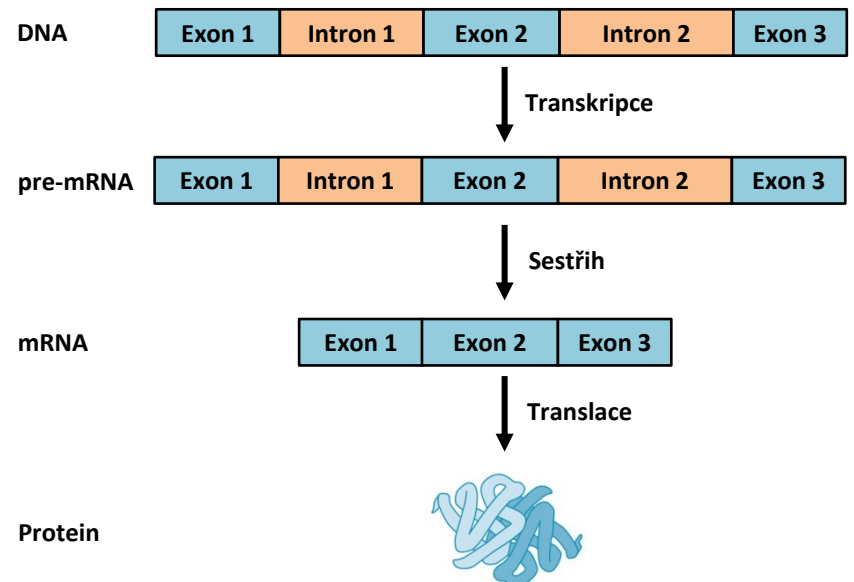 DNA Exon 1 Intron 1 Exon 2 Intron 2 Exon 3
Transkripce
pre-mRNA Exon 1 Intron 1 Exon 2 Intron 2 Exon 3
Sestřih
mRNA Exon 1 Exon 2 Exon 3
Translace
Protein